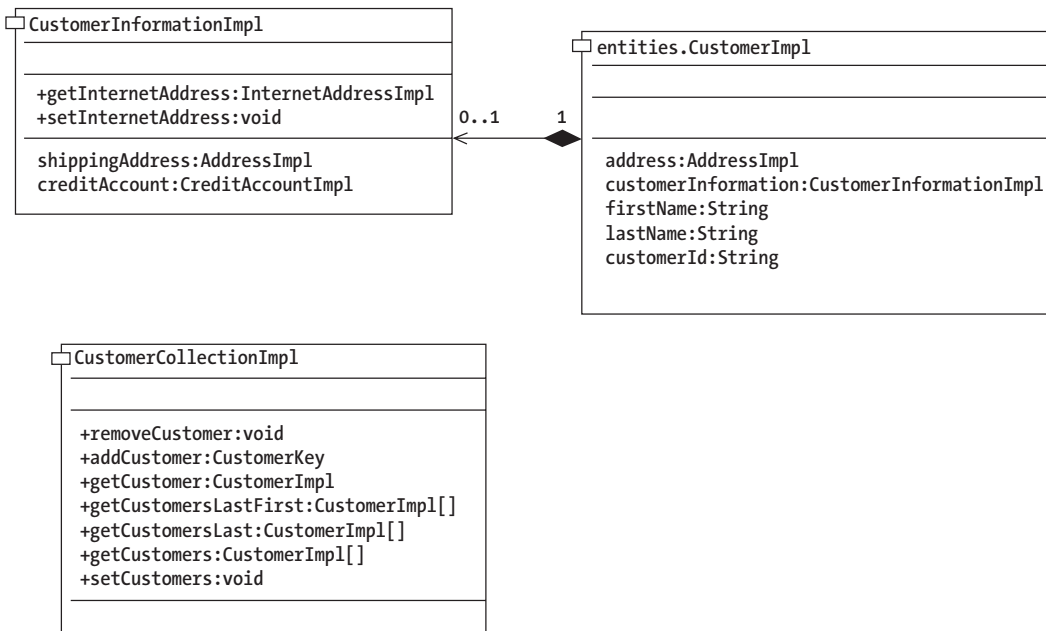 CustomerInformationImpl
+getInternetAddress:InternetAddressImpl
+setInternetAddress:void
shippingAddress:AddressImpl
creditAccount:CreditAccountImpl
0..1
1
entities.CustomerImpl
address:AddressImpl
customerInformation:CustomerInformationImpl
firstName:String
lastName:String
customerId:String
CustomerCollectionImpl
+removeCustomer:void
+addCustomer:CustomerKey
+getCustomer:CustomerImpl
+getCustomersLastFirst:CustomerImpl[]
+getCustomersLast:CustomerImpl[]
+getCustomers:CustomerImpl[]
+setCustomers:void